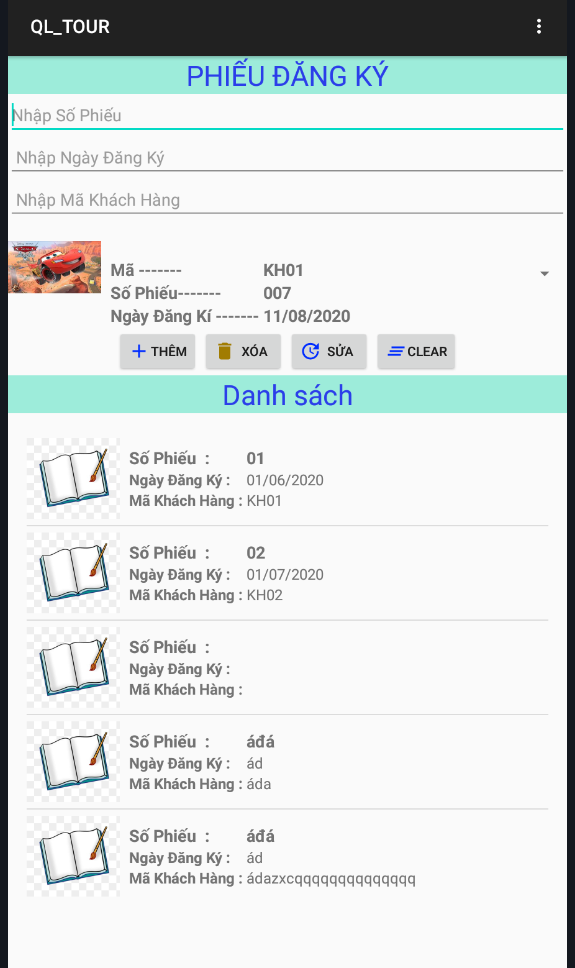 QL_TOUR
PHIẾU ĐĂNG KÝ
Nhập Số Phiếu
Nhập Ngày Đăng Ký
Nhập Mã Khách Hàng
Mã ------- KH01
Số Phiếu------- 007
Ngày Đăng Kí ------- 11/08/2020
THÊM XÓA SỬA CLEAR
Danh sách
Số Phiếu : 01
Ngày Đăng Ký : 01/06/2020
Mã Khách Hàng : KH01
Số Phiếu : 02
Ngày Đăng Ký : 01/07/2020
Mã Khách Hàng : KH02
Số Phiếu :
Ngày Đăng Ký :
Mã Khách Hàng :
Số Phiếu : áđá
Ngày Đăng Ký : ád
Mã Khách Hàng : áda
Số Phiếu : áđá
Ngày Đăng Ký : ád
Mã Khách Hàng : ádazxcqqqqqqqqqqqqqq